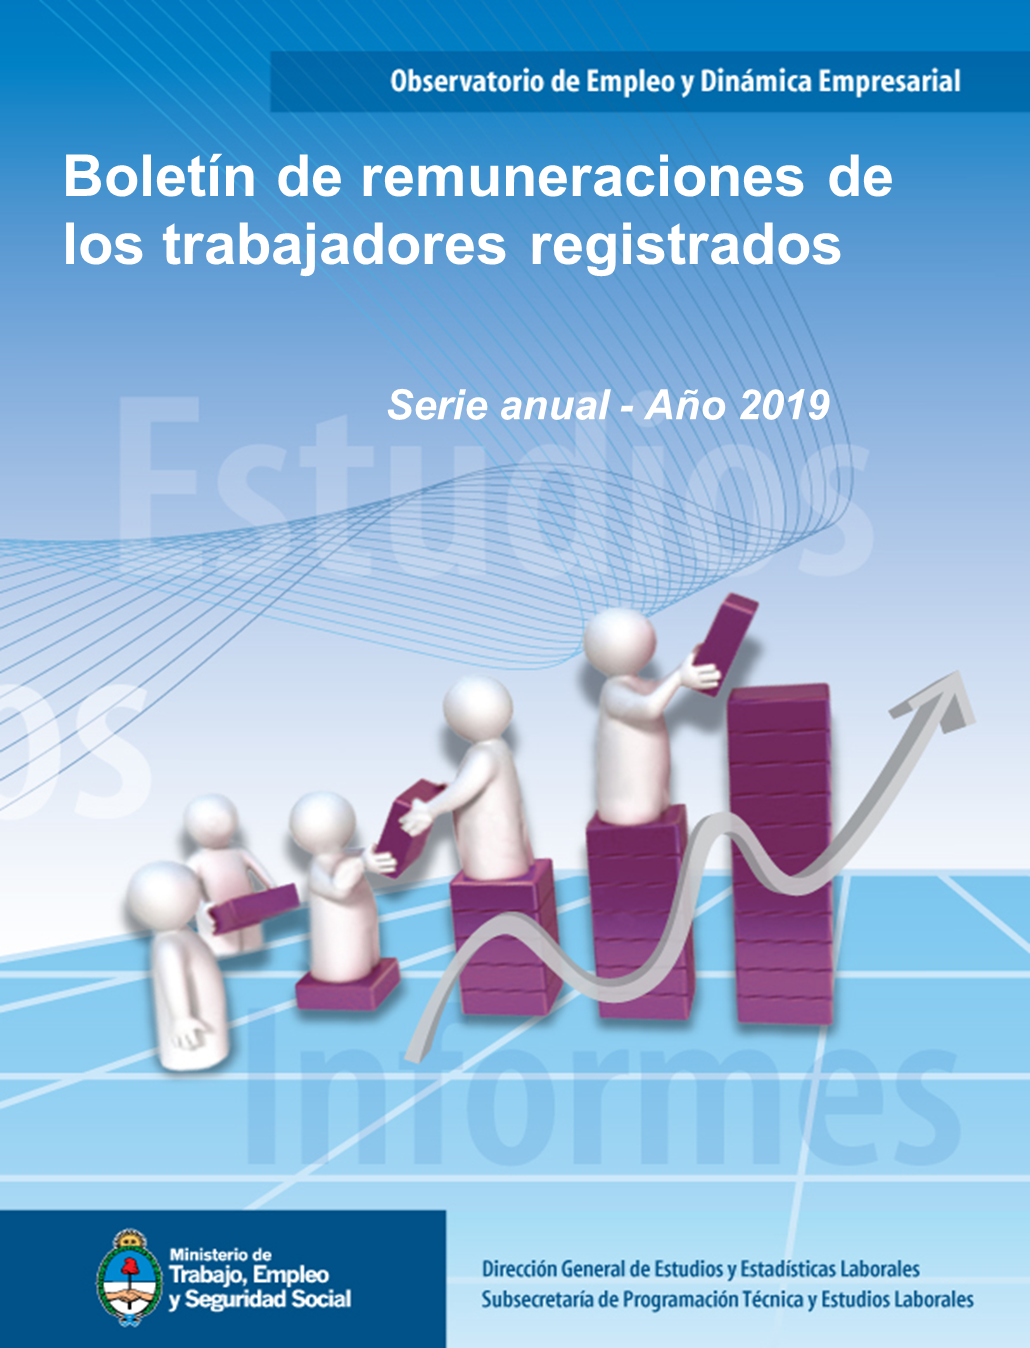 Observatorio de Empleo y Dinámica Empresarial
Boletín de remuneraciones de
los trabajadores registrados
Serie anual - Año 2019
Estudios
os
Informes
Ministerio de
Trabajo, Empleo
y Seguridad Social
Dirección General de Estudios y Estadísticas Laborales
Subsecretaría de Programación Técnica y Estudios Laborales